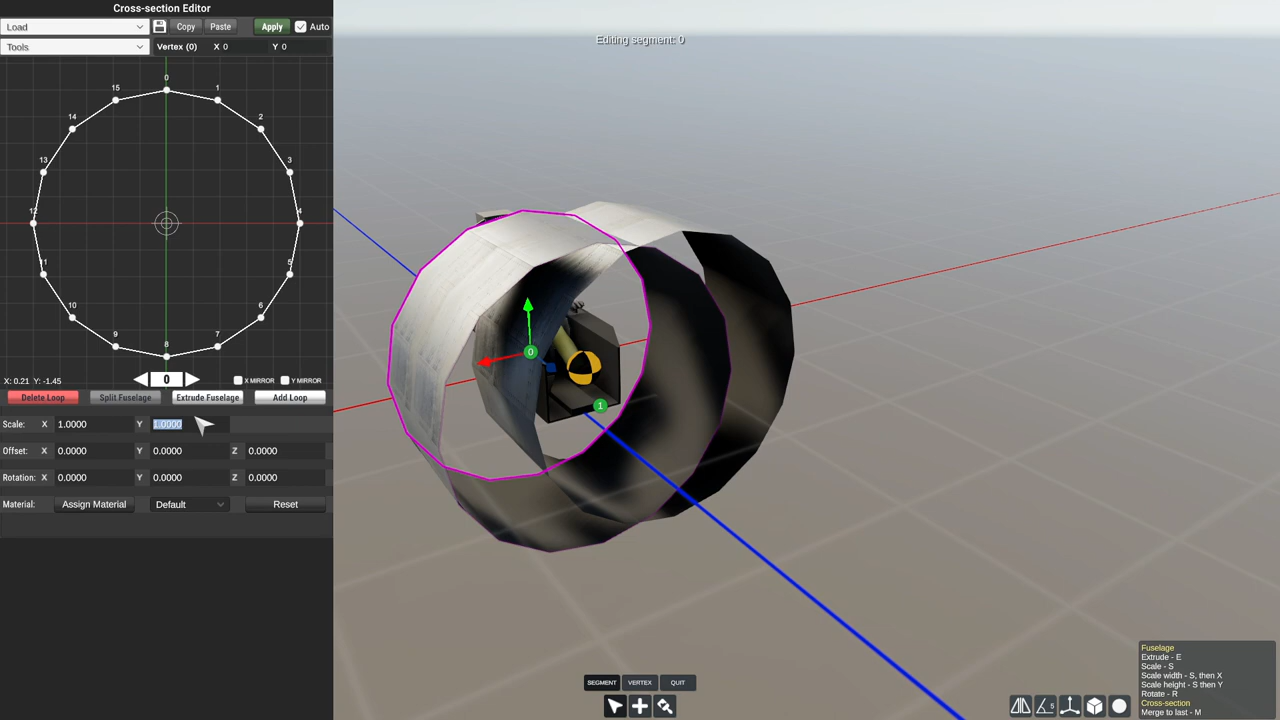 Cross-section Editor
Load
Copy
Paste
Apply
Auto
Tools
Vertex (0)
X 0
Y 0
0
15
1
14
2
13
3
12
4
11
5
10
6
9
7
8
X: 0.21 Y: -1.45
0
X MIRROR
Y MIRROR
Delete Loop
Split Fuselage
Extrude Fuselage
Add Loop
Scale: X 1.0000 Y 1.0000
Offset: X 0.0000 Y 0.0000 Z 0.0000
Rotation: X 0.0000 Y 0.0000 Z 0.0000
Material: Assign Material Default Reset
Editing segment: 0
0
1
SEGMENT
VERTEX
QUIT
5
Fuselage
Extrude - E
Scale - S
Scale width - S, then X
Scale height - S then Y
Rotate - R
Cross-section
Merge to last - M